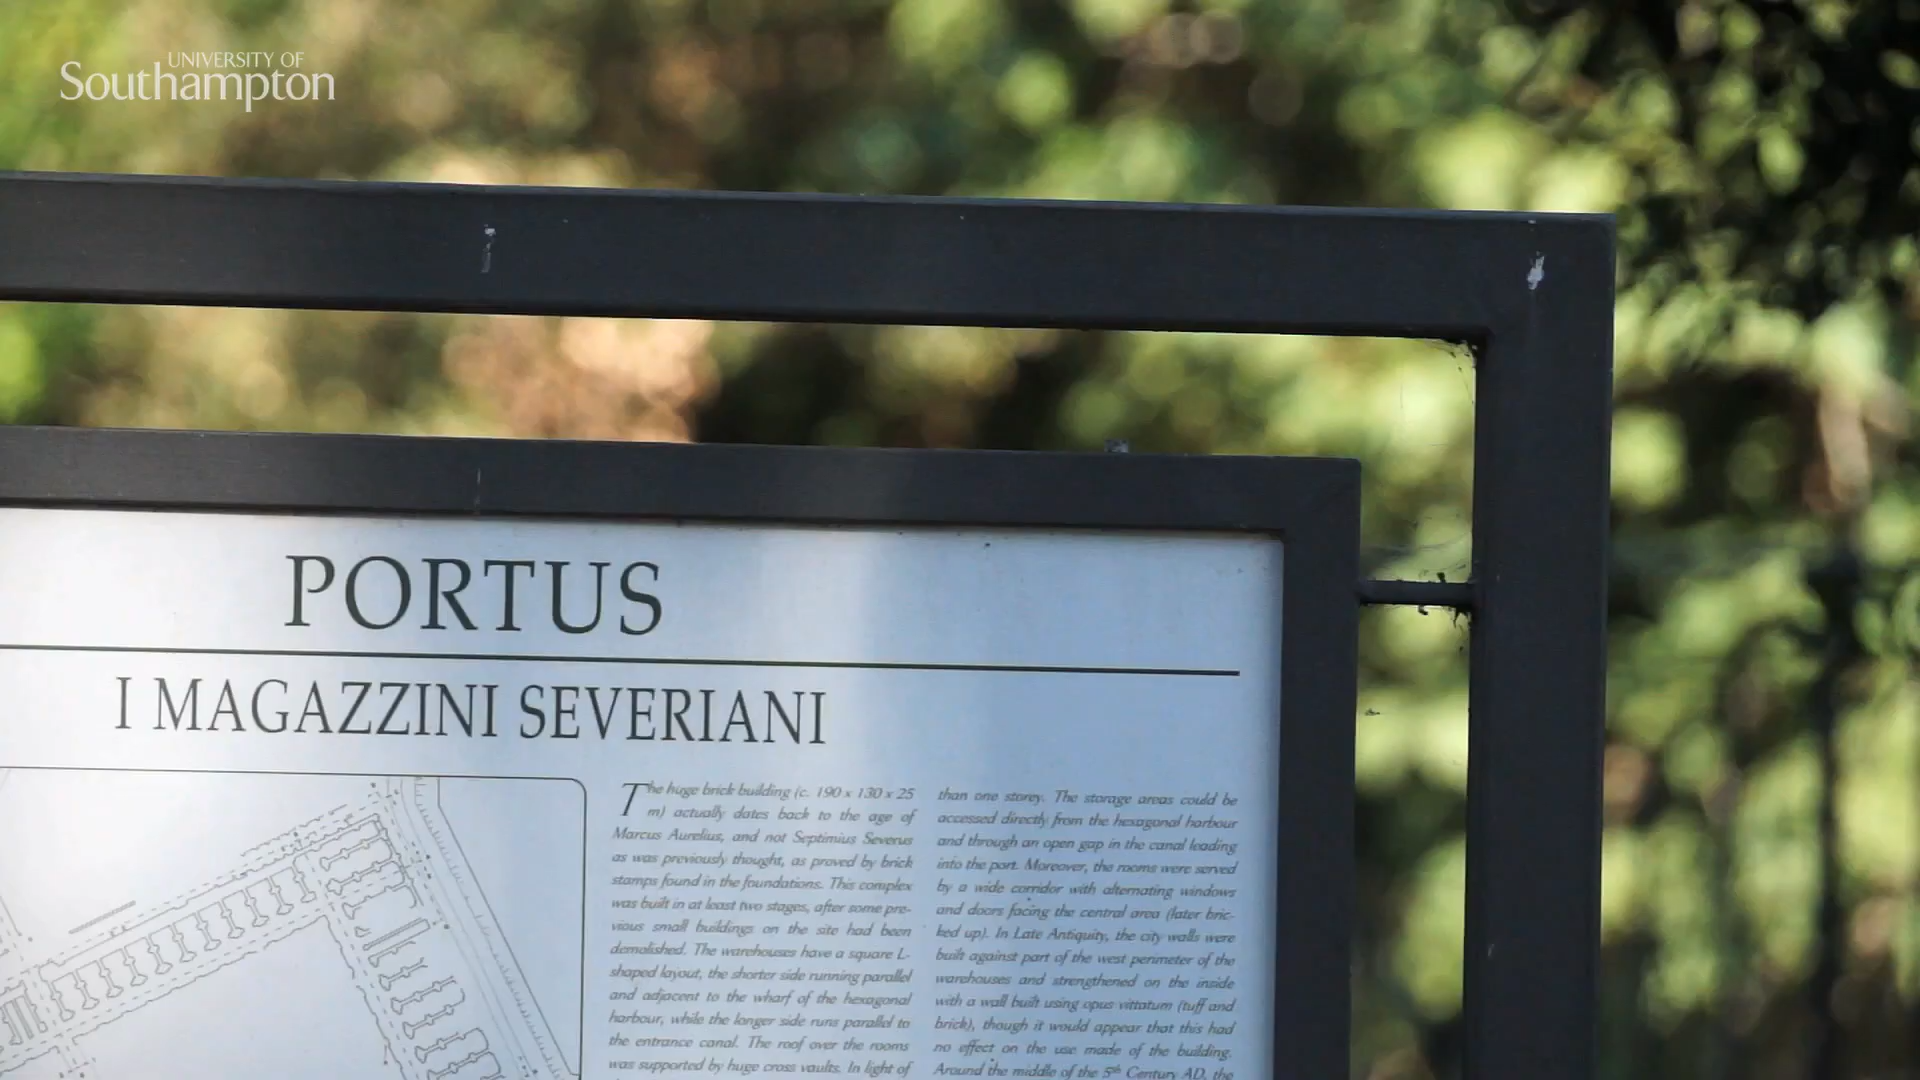 UNIVERSITY OF
Southampton
PORTUS
I MAGAZZINI SEVERIANI
The huge brick building (c. 190 x 130 x 25
m) actually dates back to the age of
Marcus Aurelius, and not Septimius Severus
as was previously thought, as proved by brick
stamps found in the foundations. This complex
was built in at least two stages, after some pre-
vious small buildings on the site had been
demolished. The warehouses have a square L-
shaped layout, the shorter side running parallel
and adjacent to the wharf of the hexagonal
harbour, while the longer side runs parallel to
the entrance canal. The roof over the rooms
was supported by huge cross vaults. In light of
than one storey. The storage areas could be
accessed directly from the hexagonal harbour
and through an open gap in the canal leading
into the port. Moreover, the rooms were served
by a wide corridor with alternating windows
and doors facing the central area (later bric-
ked up). In Late Antiquity, the city walls were
built against part of the west perimeter of the
warehouses and strengthened on the inside
with a wall built using opus vittatum (tuff and
brick), though it would appear that this had
no effect on the use made of the building.
Around the middle of the 5th Century AD, the